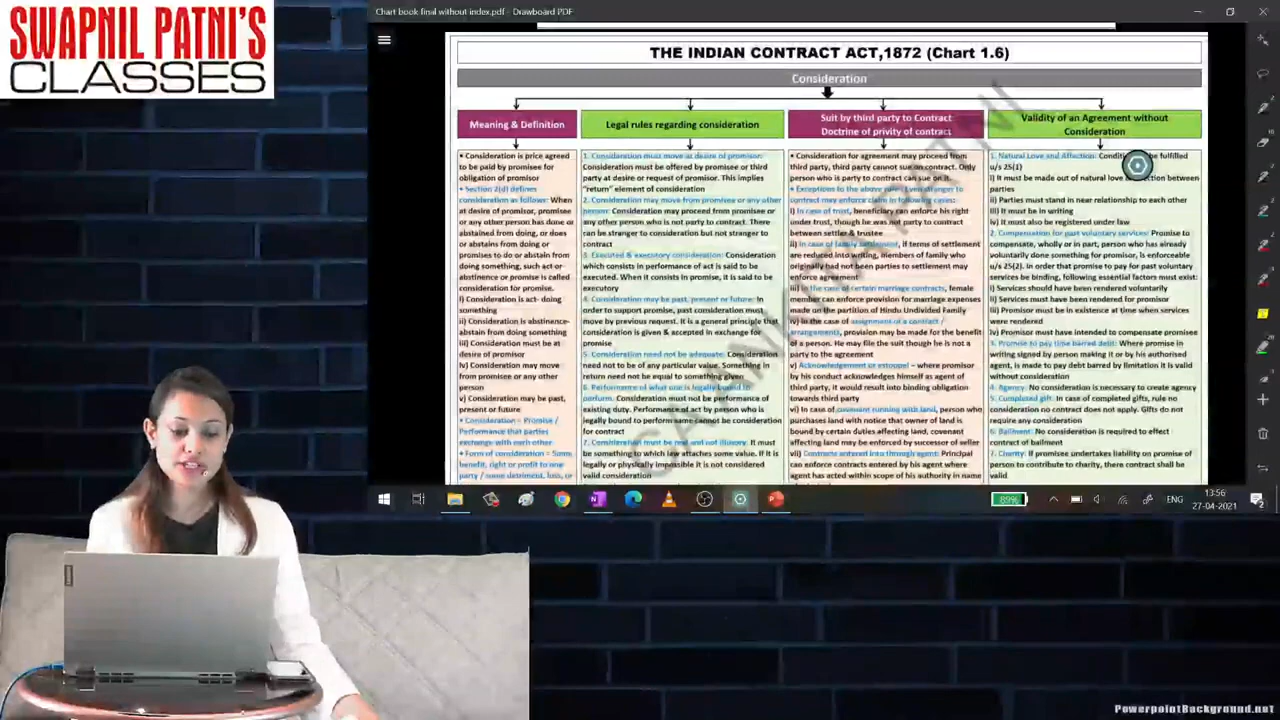 SWAPNIL PATNI'S
CLASSES
Chart book final without index.pdf - Drawboard PDF
THE INDIAN CONTRACT ACT,1872 (Chart 1.6)
Consideration
Meaning & Definition
• Consideration is price agreed
to be paid by promisee for
obligation of promisor
• Section 2(d) defines
consideration as follows: When
at desire of promisor, promisee
or any other person has done or
abstained from doing, or does
or abstains from doing or
promises to do or abstain from
doing something, such act or
abstinence or promise is called
consideration for promise.
i) Consideration is act- doing
something
ii) Consideration is abstinence-
abstain from doing something
iii) Consideration must be at
desire of promisor
iv) Consideration may move
from promisee or any other
person
v) Consideration may be past,
present or future
• Consideration = Promise /
Performance that parties
exchange with each other
• Form of consideration = Some
benefit, right or profit to one
party / some detriment, loss, or
Legal rules regarding consideration
1. Consideration must move at desire of promisor:
Consideration must be offered by promisee or third
party at desire or request of promisor. This implies
"return" element of consideration
2. Consideration may move from promisee or any other
person: Consideration may proceed from promisee or
any other person who is not party to contract. There
can be stranger to consideration but not stranger to
contract
3. Executed & executory consideration: Consideration
which consists in performance of act is said to be
executed. When it consists in promise, it is said to be
executory
4. Consideration may be past, present or future: In
order to support promise, past consideration must
move by previous request. It is a general principle that
consideration is given & accepted in exchange for
promise
5. Consideration need not be adequate: Consideration
need not to be of any particular value. Something in
return need not be equal to something given
6. Performance of what one is legally bound to
perform: Consideration must not be performance of
existing duty. Performance of act by person who is
legally bound to perform same cannot be consideration
for contract
7. Consideration must be real and not illusory: It must
be something to which law attaches some value. If it is
legally or physically impossible it is not considered
valid consideration
Suit by third party to Contract
Doctrine of privity of contract
• Consideration for agreement may proceed from
third party, third party cannot sue on contract. Only
person who is party to contract can sue on it.
• Exceptions to the above rule: Even stranger to
contract may enforce claim in following cases:
i) In case of trust, beneficiary can enforce his right
under trust, though he was not party to contract
between settler & trustee
ii) In case of family settlement, if terms of settlement
are reduced into writing, members of family who
originally had not been parties to settlement may
enforce agreement
iii) In the case of certain marriage contracts, female
member can enforce provision for marriage expenses
made on the partition of Hindu Undivided Family
iv) In the case of assignment of a contract /
arrangements, provision may be made for the benefit
of a person. He may file the suit though he is not a
party to the agreement
v) Acknowledgement or estoppel – where promisor
by his conduct acknowledges himself as agent of
third party, it would result into binding obligation
towards third party
vi) In case of covenant running with land, person who
purchases land with notice that owner of land is
bound by certain duties affecting land, covenant
affecting land may be enforced by successor of seller
vii) Contracts entered into through agent: Principal
can enforce contracts entered by his agent where
agent has acted within scope of his authority in name
Validity of an Agreement without
Consideration
1. Natural Love and Affection: be fulfilled
u/s 25(1)
i) It must be made out of natural love between
parties
ii) Parties must stand in near relationship to each other
iii) It must be in writing
iv) It must also be registered under law
2. Compensation for past voluntary services: Promise to
compensate, wholly or in part, person who has already
voluntarily done something for promisor, is enforceable
u/s 25(2). In order that promise to pay for past voluntary
services be binding, following essential factors must exist:
i) Services should have been rendered voluntarily
ii) Services must have been rendered for promisor
iii) Promisor must be in existence at time when services
were rendered
iv) Promisor must have intended to compensate promisee
3. Promise to pay time barred debt: Where promise in
writing signed by person making it or by his authorised
agent, is made to pay debt barred by limitation it is valid
without consideration
4. Agency: No consideration is necessary to create agency
5. Completed gift: In case of completed gifts, rule no
consideration no contract does not apply. Gifts do not
require any consideration
6. Bailment: No consideration is required to effect
contract of bailment
7. Charity: If promisee undertakes liability on promise of
person to contribute to charity, there contract shall be
valid
89%
ENG
13:56
27-04-2021
PowerpointBackground.net